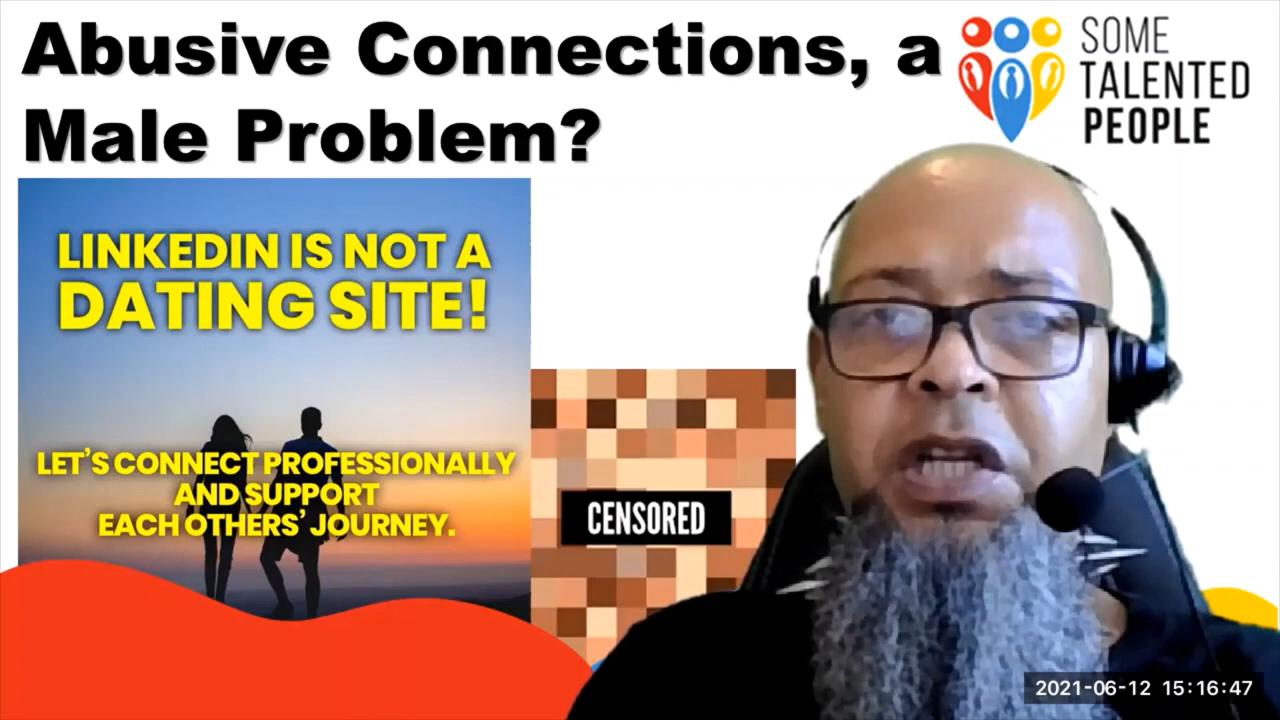 Abusive Connections, a
Male Problem?
SOME
TALENTED
PEOPLE
LINKEDIN IS NOT A
DATING SITE!
LET'S CONNECT PROFESSIONALLY
AND SUPPORT
EACH OTHERS' JOURNEY.
CENSORED
2021-06-12 15:16:47